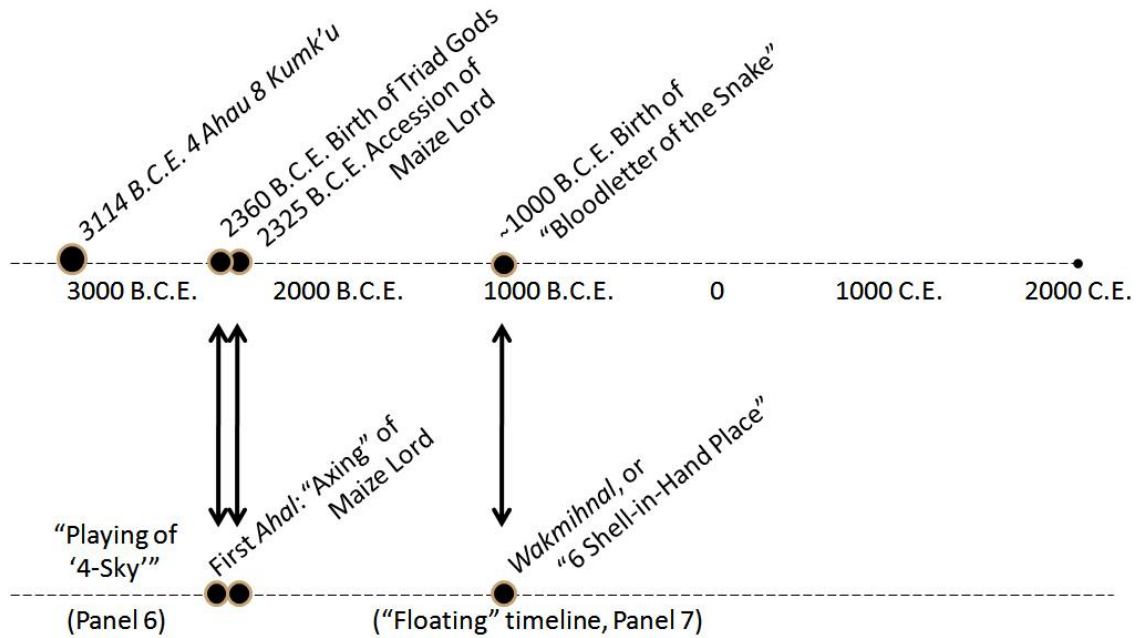 3114 B.C.E. 4 Ahau 8 Kumk’u
2360 B.C.E. Birth of Triad Gods
2325 B.C.E. Accession of
Maize Lord
~1000 B.C.E. Birth of
“Bloodletter of the Snake”
3000 B.C.E.
2000 B.C.E.
1000 B.C.E.
0
1000 C.E.
2000 C.E.
“Playing of
‘4-Sky’”
First Ahal: “Axing” of
Maize Lord
Wakmihnal, or
“6 Shell-in-Hand Place”
(Panel 6)
(“Floating” timeline, Panel 7)